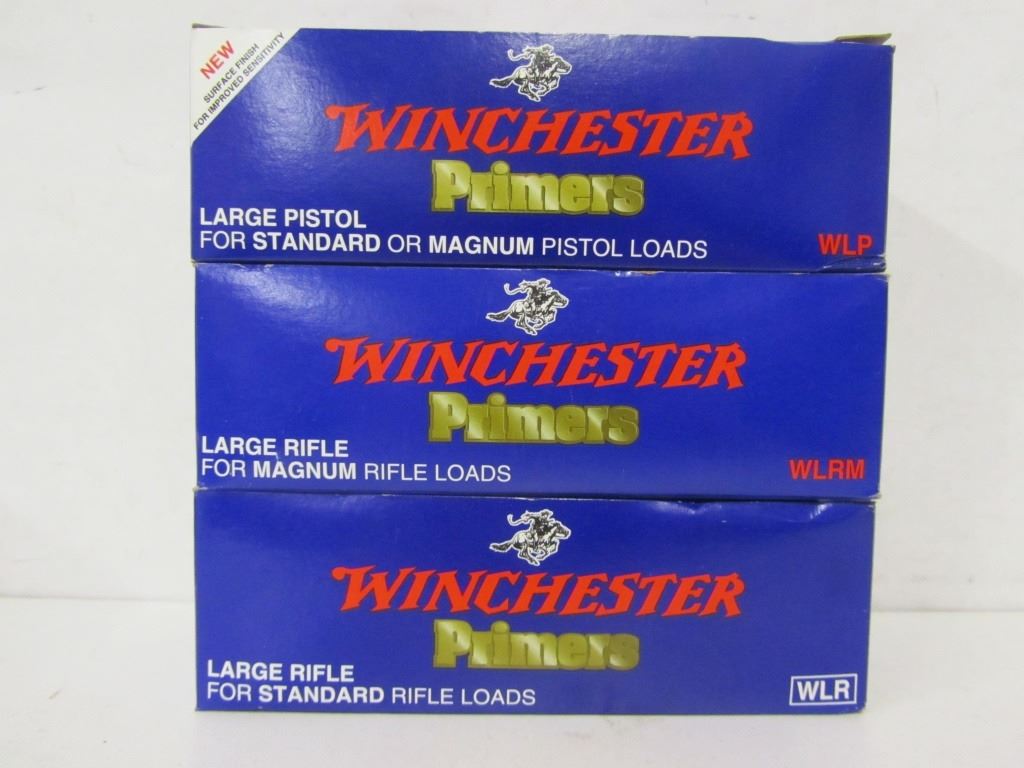 NEW
SURFACE FINISH
FOR IMPROVED SENSITIVITY
WINCHESTER
Primers
LARGE PISTOL
FOR STANDARD OR MAGNUM PISTOL LOADS
WLP
WINCHESTER
Primers
LARGE RIFLE
FOR MAGNUM RIFLE LOADS
WLRM
WINCHESTER
Primers
LARGE RIFLE
FOR STANDARD RIFLE LOADS
WLR